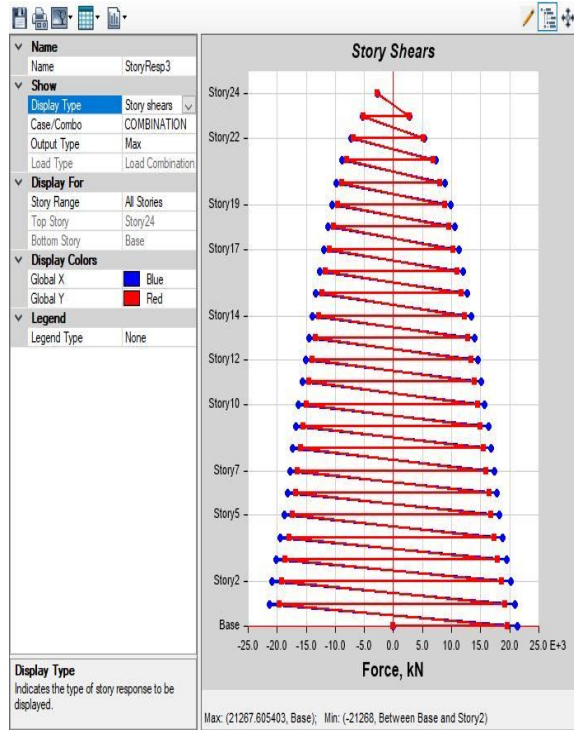 Name
Name StoryResp3
Show
Display Type Story shears
Case/Combo COMBINATION
Output Type Max
Load Type Load Combination
Display For
Story Range All Stories
Top Story Story24
Bottom Story Base
Display Colors
Global X Blue
Global Y Red
Legend
Legend Type None
Display Type
Indicates the type of story response to be
displayed.
Story Shears
Story24
Story22
Story19
Story17
Story14
Story12
Story10
Story7
Story5
Story2
Base
-25.0 -20.0 -15.0 -10.0 -5.0 0.0 5.0 10.0 15.0 20.0 25.0 E+3
Force, kN
Max: (21267.605403, Base); Min: (-21268, Between Base and Story2)